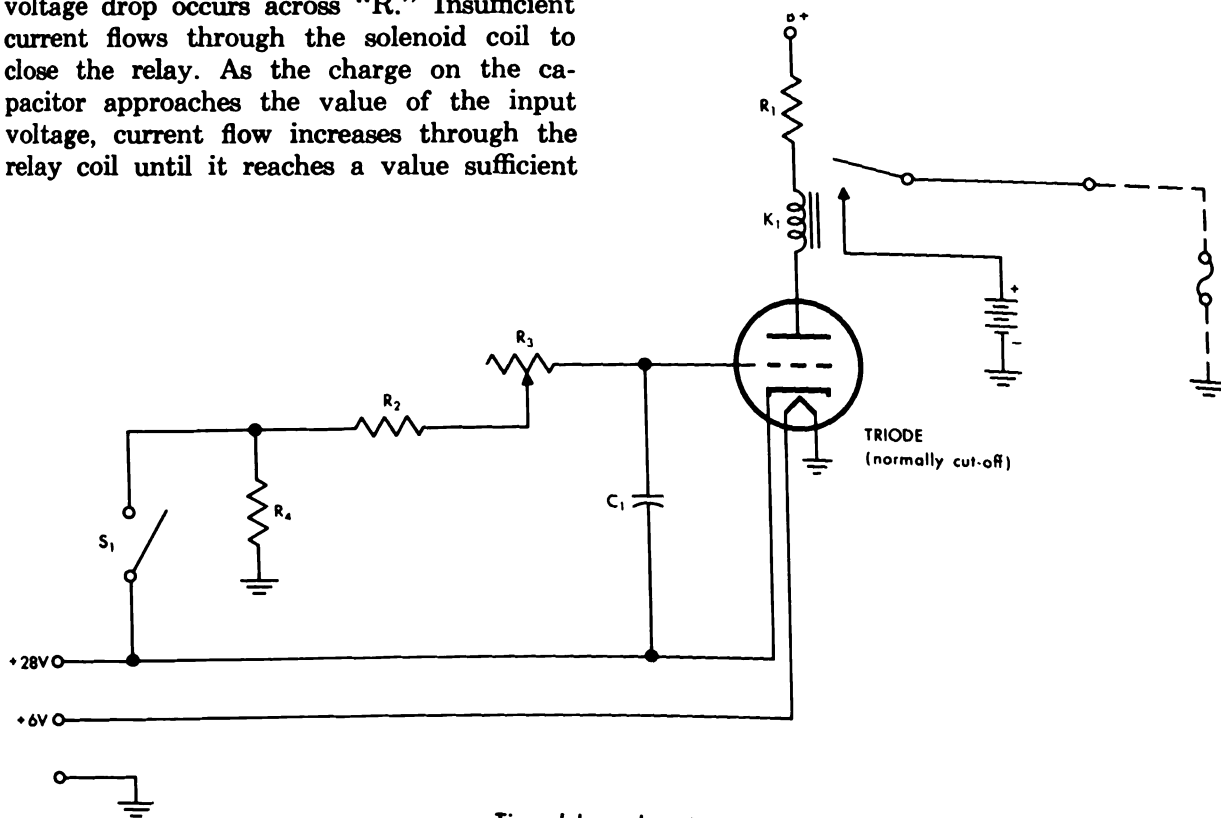 voltage drop occurs across "R." Insufficient
current flows through the solenoid coil to
close the relay. As the charge on the ca-
pacitor approaches the value of the input
voltage, current flow increases through the
relay coil until it reaches a value sufficient
B+
R₁
K₁
+
−
R₃
R₂
TRIODE
(normally cut-off)
C₁
R₄
S₁
+28V
+6V